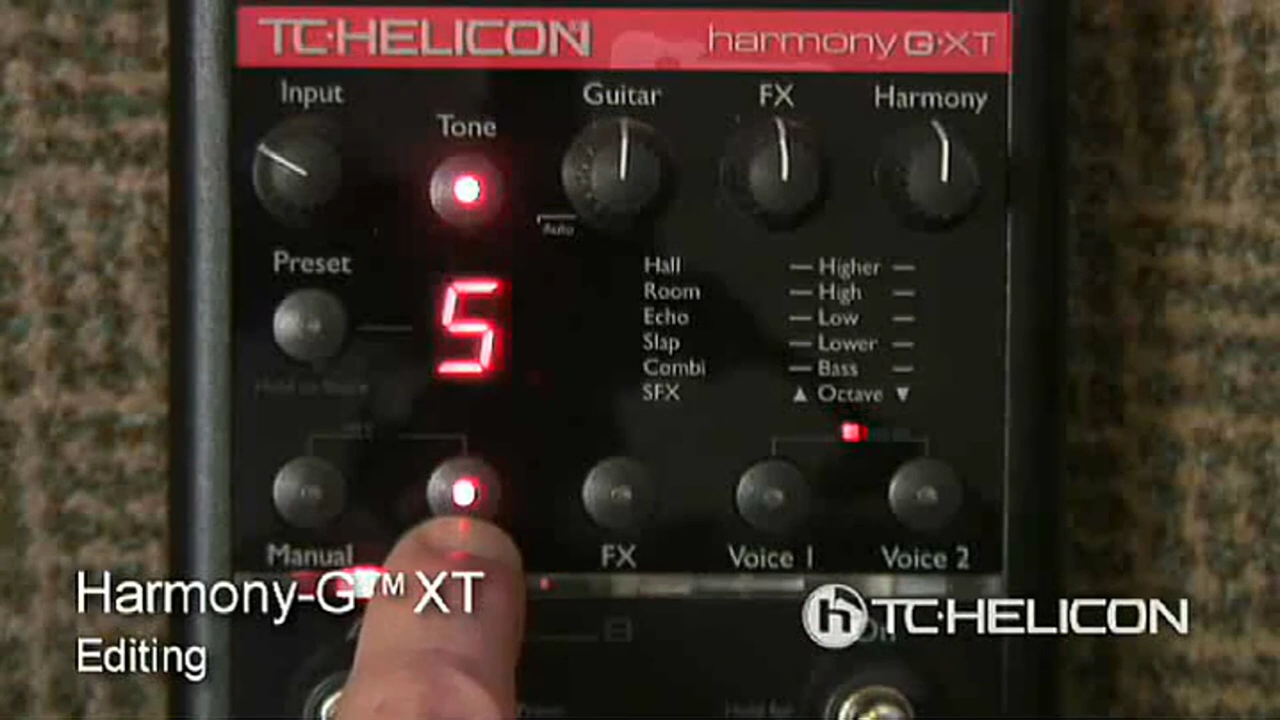 TC·HELICON
harmony G·XT
Input
Tone
Guitar
FX
Harmony
Auto
Preset
5
Hall
Room
Echo
Slap
Combi
SFX
Higher
High
Low
Lower
Bass
▲ Octave ▼
Manual
FX
Voice 1
Voice 2
Harmony-G™ XT
Editing
h TC·HELICON
B
On